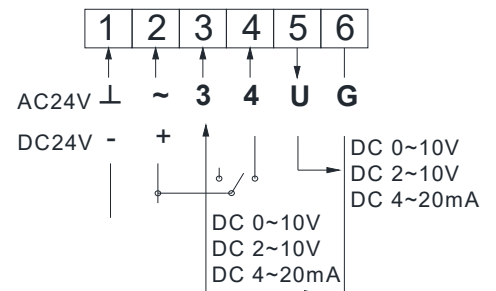 1 2 3 4 5 6
AC24V ⊥ ~ 3 4 U G
DC24V - +
DC 0~10V
DC 2~10V
DC 4~20mA
DC 0~10V
DC 2~10V
DC 4~20mA